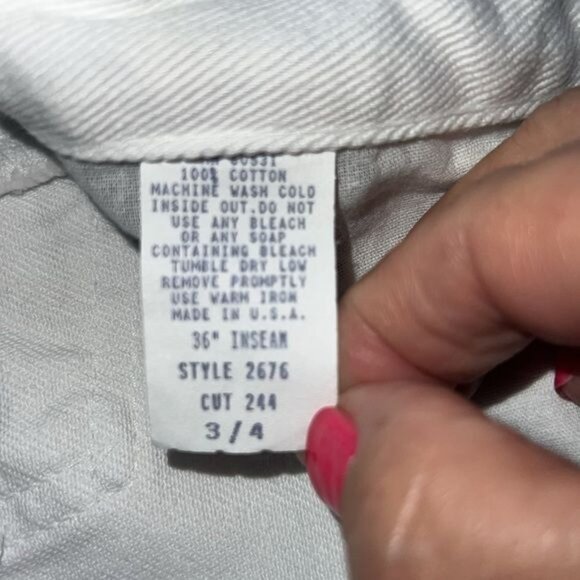 100% COTTON
MACHINE WASH COLD
INSIDE OUT.DO NOT
USE ANY BLEACH
OR ANY SOAP
CONTAINING BLEACH
TUMBLE DRY LOW
REMOVE PROMPTLY
USE WARM IRON
MADE IN U.S.A.
36" INSEAM
STYLE 2676
CUT 244
3/4